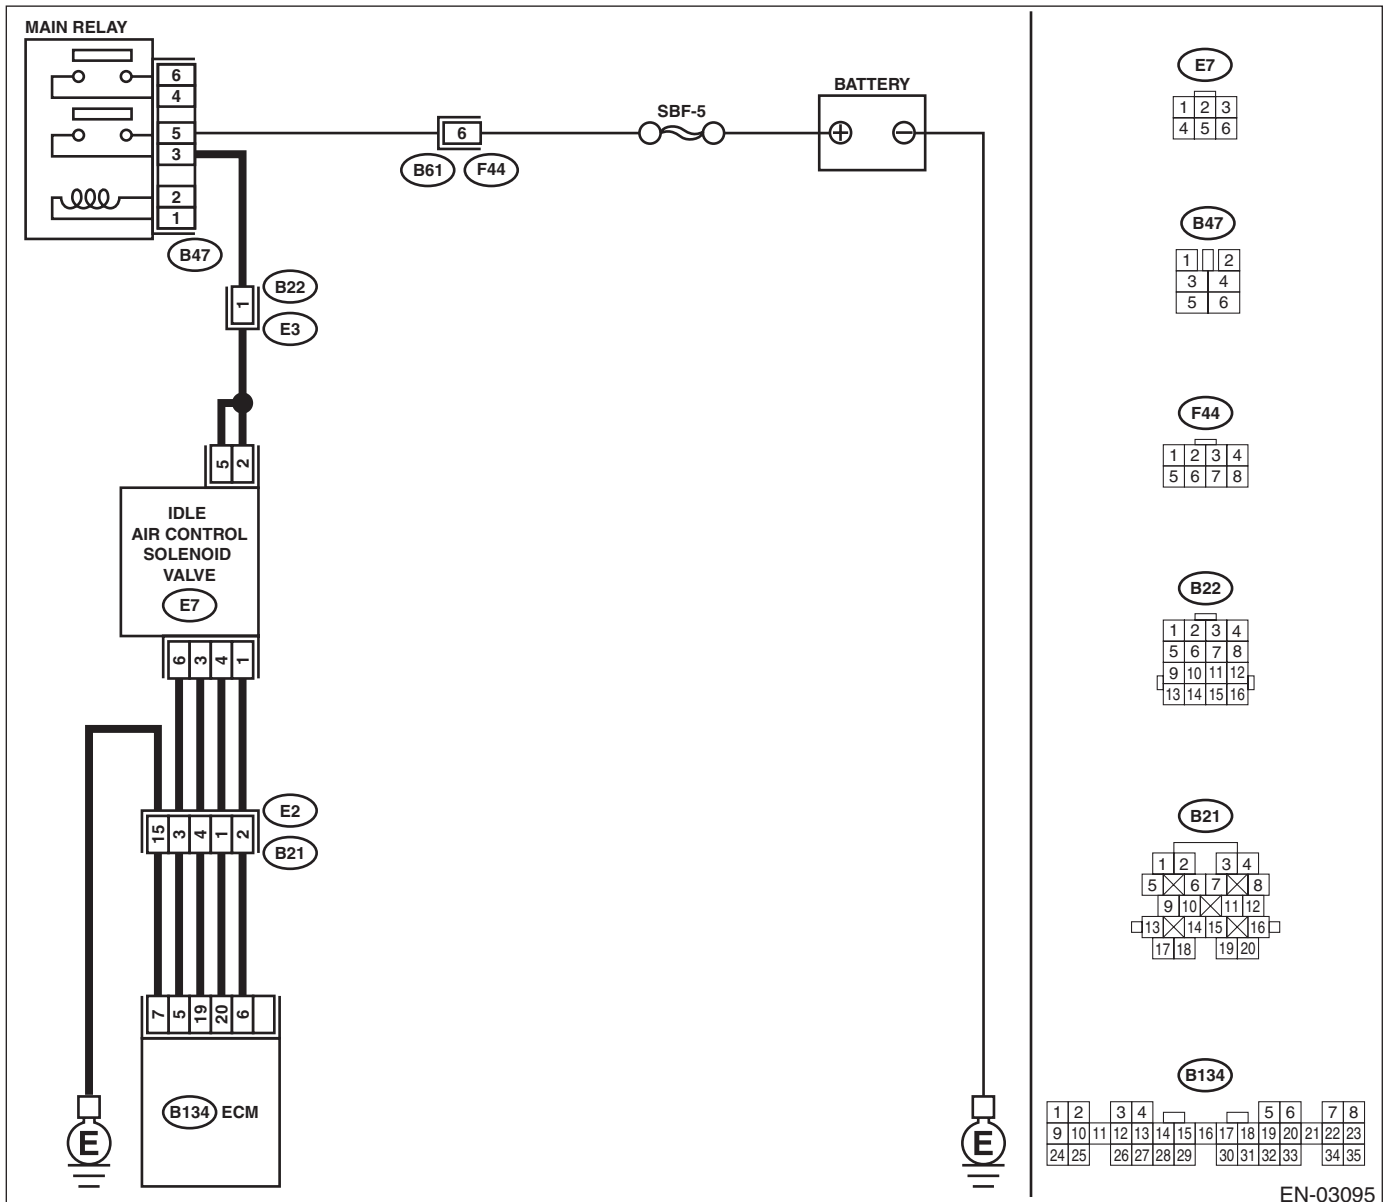 MAIN RELAY
6
4
5
3
2
1
B47
6
B61 F44
SBF-5
BATTERY
B22
1
E3
5 2
IDLE
AIR CONTROL
SOLENOID
VALVE
E7
6 3 4 1
E2
15 3 4 1 2
B21
7 5 19 20 6
B134 ECM
E
E
E7
1 2 3
4 5 6
B47
1 2
3 4
5 6
F44
1 2 3 4
5 6 7 8
B22
1 2 3 4
5 6 7 8
9 10 11 12
13 14 15 16
B21
1 2 3 4
5 6 7 8
9 10 11 12
13 14 15 16
17 18 19 20
B134
1 2 3 4 5 6 7 8
9 10 11 12 13 14 15 16 17 18 19 20 21 22 23
24 25 26 27 28 29 30 31 32 33 34 35
EN-03095